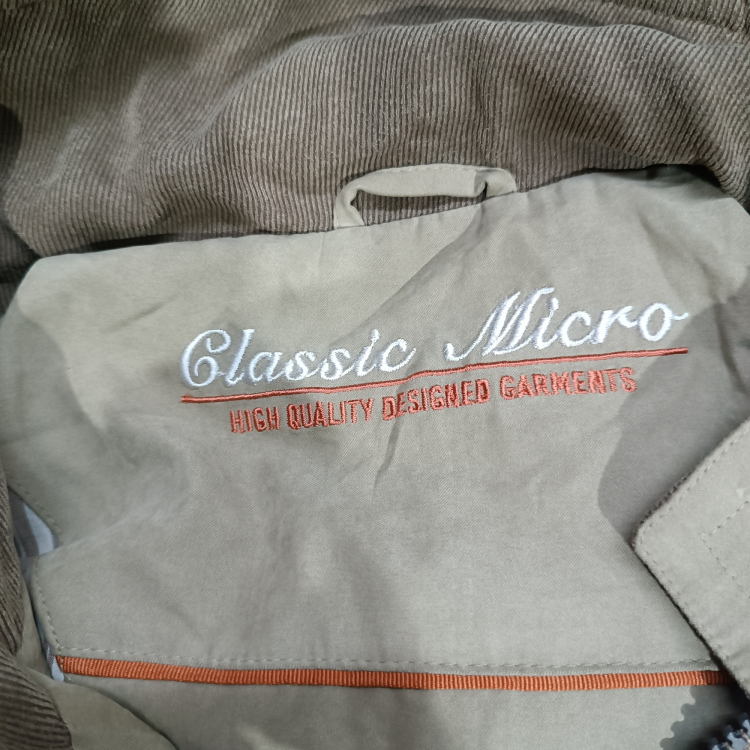 Classic Micro
HIGH QUALITY DESIGNED GARMENTS